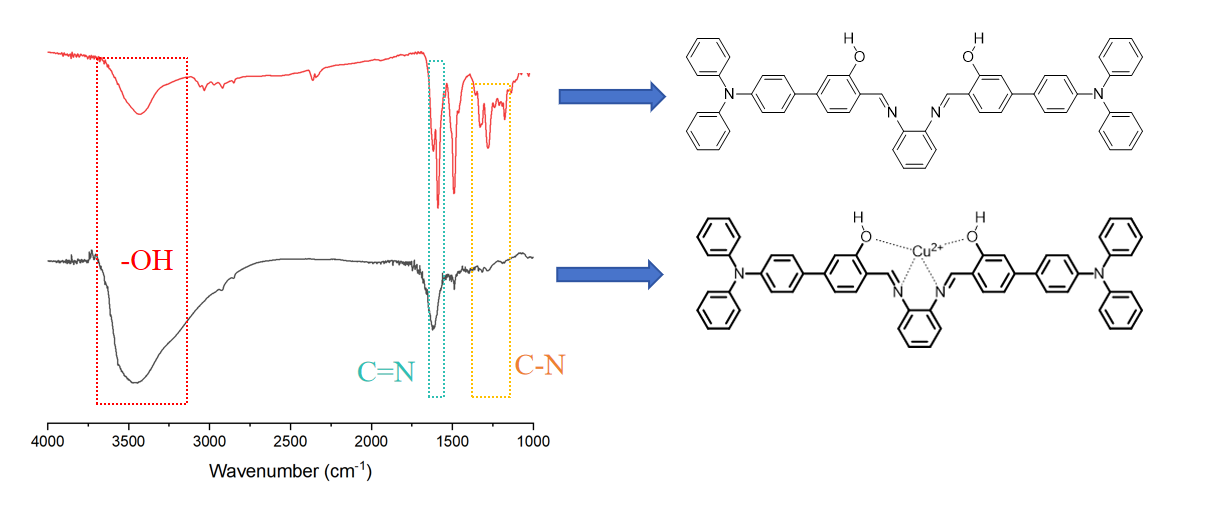 H
H
O
O
N
N
N
N
-OH
H
H
O
Cu2+
O
N
N
N
N
C=N
C-N
4000
3500
3000
2500
2000
1500
1000
Wavenumber (cm-1)